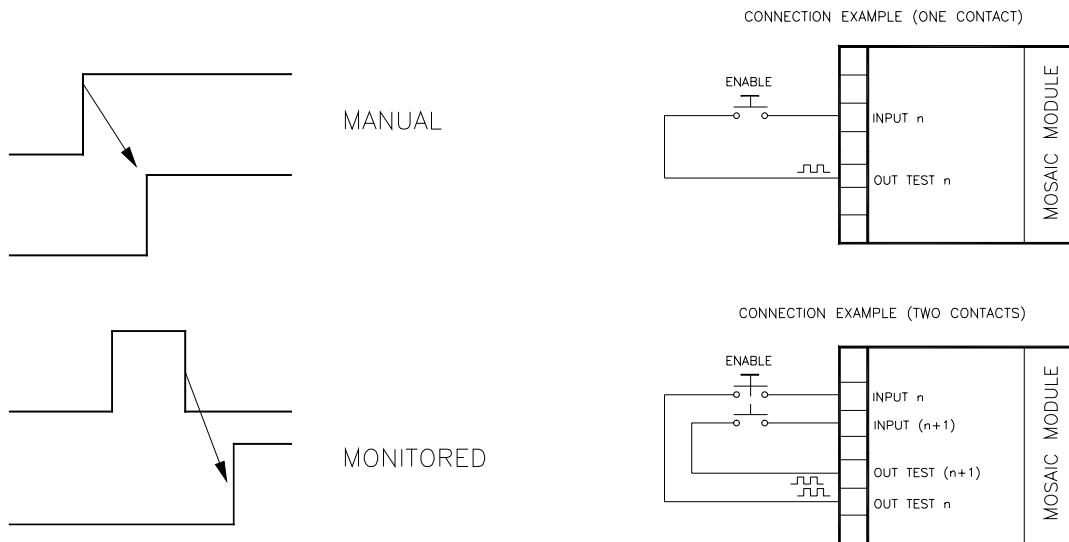 MANUAL
MONITORED
CONNECTION EXAMPLE (ONE CONTACT)
ENABLE
INPUT n
OUT TEST n
MOSAIC MODULE
CONNECTION EXAMPLE (TWO CONTACTS)
ENABLE
INPUT n
INPUT (n+1)
OUT TEST (n+1)
OUT TEST n
MOSAIC MODULE